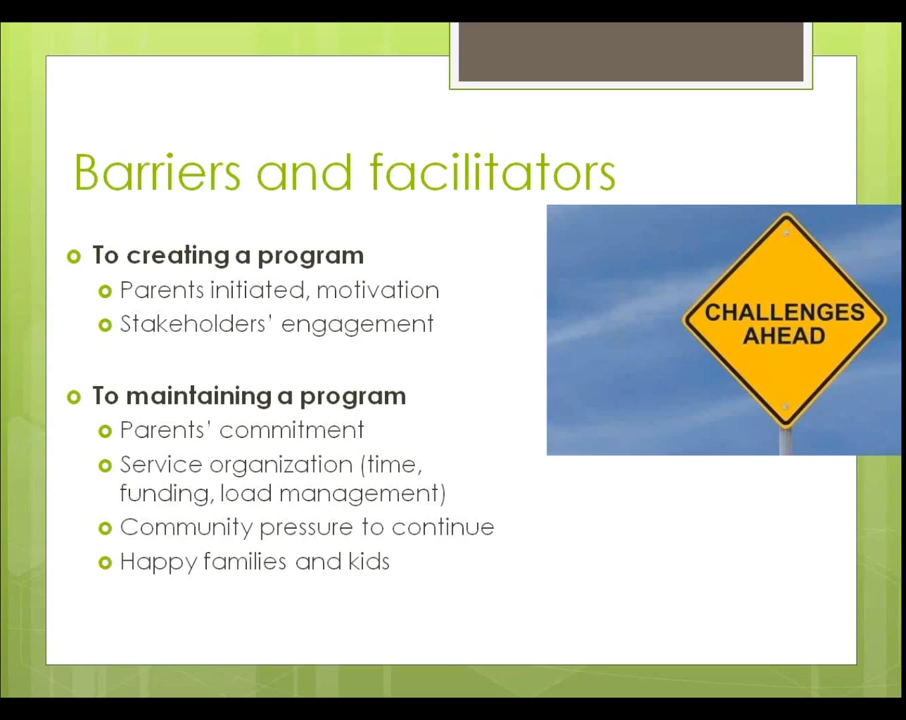 Barriers and facilitators
To creating a program
Parents initiated, motivation
Stakeholders’ engagement
To maintaining a program
Parents’ commitment
Service organization (time,
funding, load management)
Community pressure to continue
Happy families and kids
CHALLENGES
AHEAD